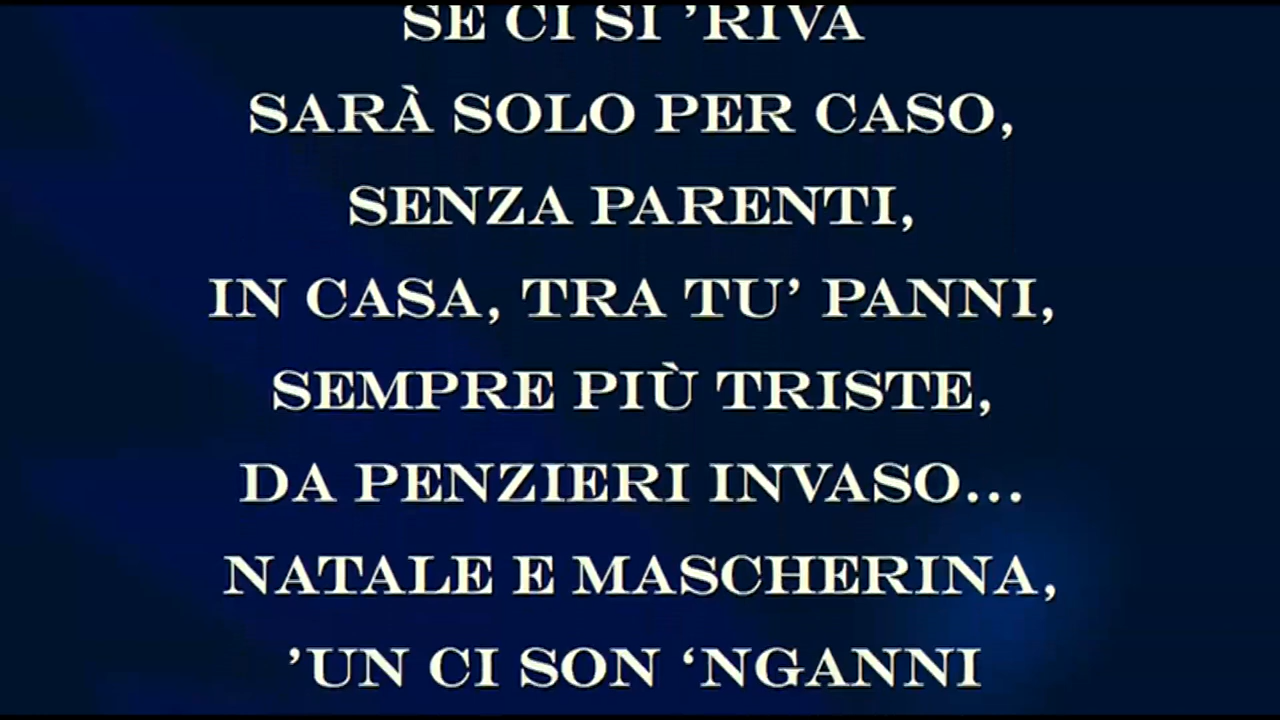 SE CI SI ’RIVA
SARÀ SOLO PER CASO,
SENZA PARENTI,
IN CASA, TRA TU’ PANNI,
SEMPRE PIÙ TRISTE,
DA PENZIERI INVASO...
NATALE E MASCHERINA,
’UN CI SON ‘NGANNI